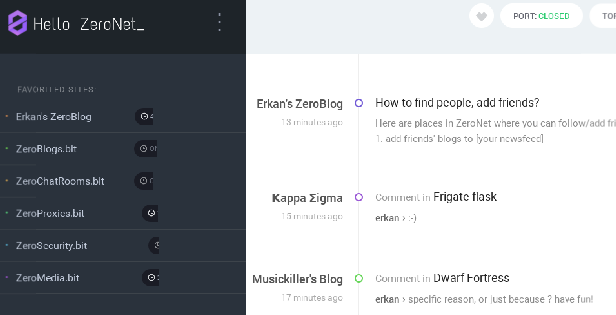 Hello ZeroNet_
PORT: CLOSED
FAVORITED SITES:
Erkan's ZeroBlog
ZeroBlogs.bit
ZeroChatRooms.bit
ZeroProxies.bit
ZeroSecurity.bit
ZeroMedia.bit
Erkan's ZeroBlog
13 minutes ago
How to find people, add friends?
Here are places in ZeroNet where you can follow/add
1. add friends' blogs to [your newsfeed]
Kappa Σigma
15 minutes ago
Comment in Frigate flask
erkan › :-)
Musickiller's Blog
17 minutes ago
Comment in Dwarf Fortress
erkan › specific reason, or just because ? have fun!